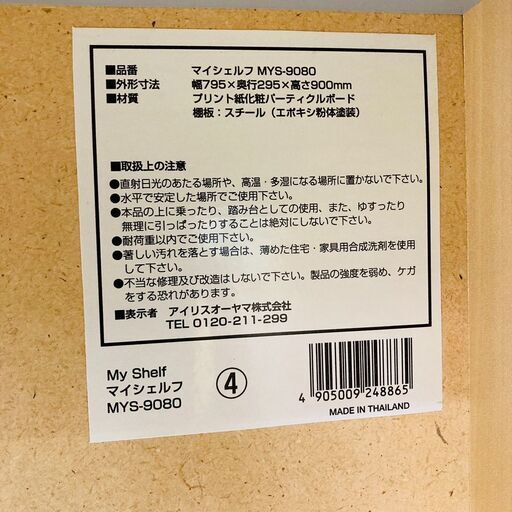 ■品番 マイシェルフ MYS-9080
■外形寸法 幅795×奥行295×高さ900mm
■材質 プリント紙化粧パーティクルボード
棚板：スチール（エポキシ粉体塗装）
■取扱上の注意
●直射日光のあたる場所や、高温・多湿になる場所に置かないで下さい。
●水平で安定した場所でご使用下さい。
●本品の上に乗ったり、踏み台としての使用、また、ゆすったり
無理に引っぱったりすることは絶対にしないで下さい。
●耐荷重以内でご使用下さい。
●著しい汚れを落とす場合は、薄めた住宅・家具用合成洗剤を使用
して下さい。
●不当な修理及び改造はしないで下さい。製品の強度を弱め、ケガ
をする恐れがあります。
■表示者 アイリスオーヤマ株式会社
TEL 0120-211-299
My Shelf
マイシェルフ
MYS-9080
④
4 905009 248865
MADE IN THAILAND